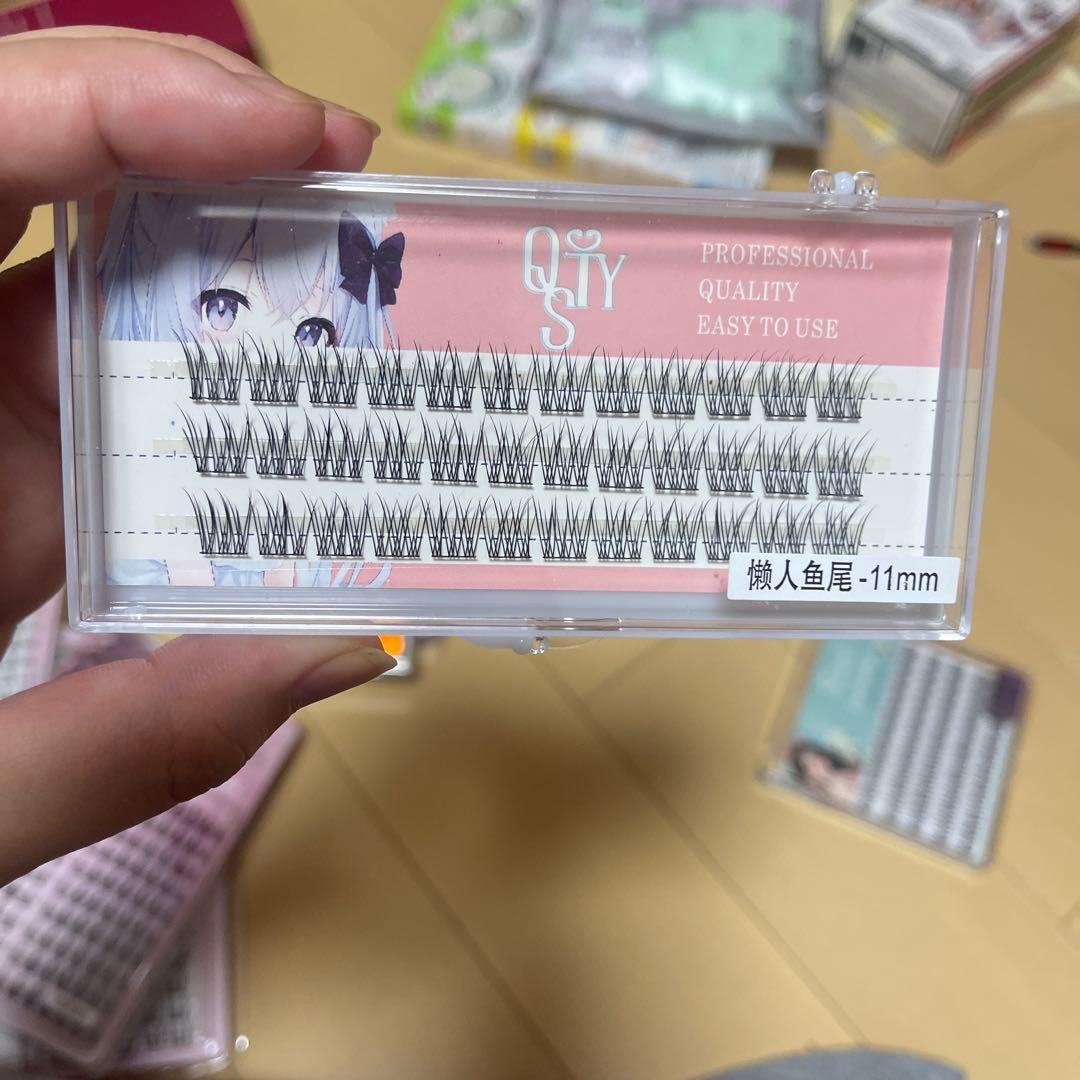 QSTY
PROFESSIONAL
QUALITY
EASY TO USE
懒人鱼尾-11mm